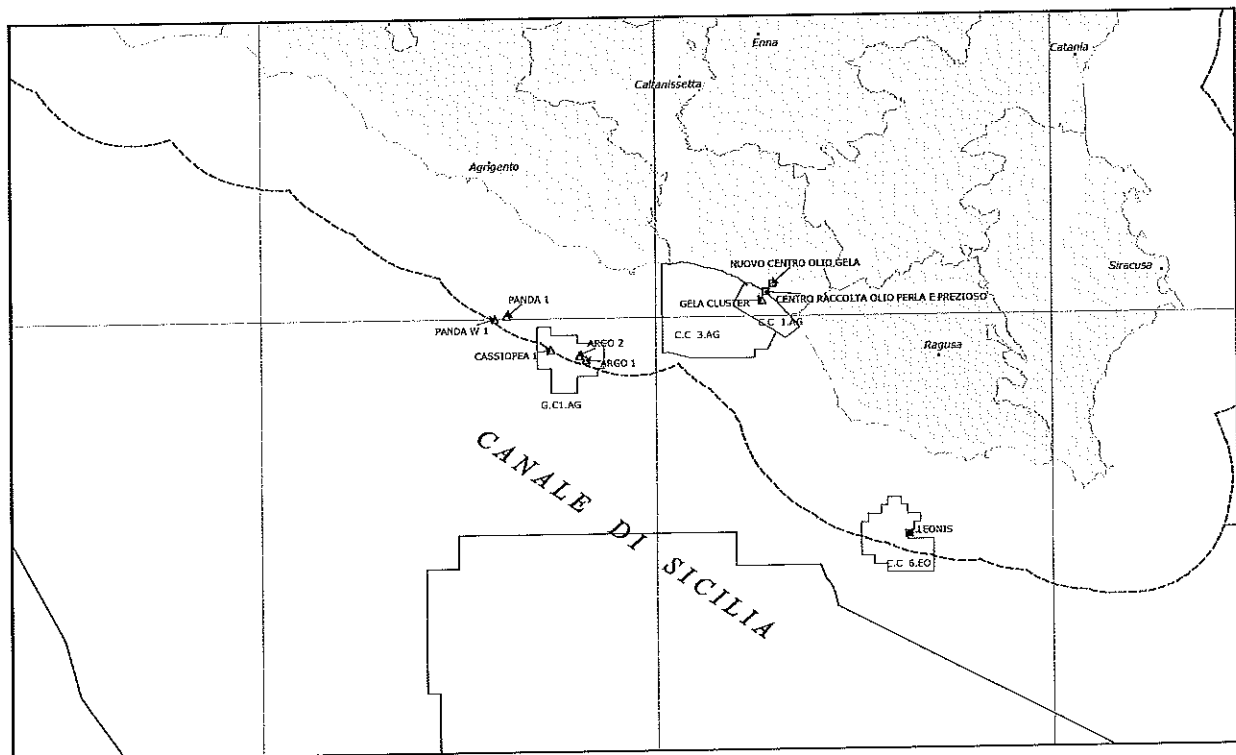 Enna
Catania
Caltanissetta
Agrigento
Siracusa
NUOVO CENTRO OLIO GELA
CENTRO RACCOLTA OLIO PERLA E PREZIOSO
GELA CLUSTER
PANDA 1
PANDA W 1
C.C 1.AG
C.C 3.AG
ARGO 2
CASSIOPEA 1
ARGO 1
Ragusa
G.C1.AG
CANALE DI SICILIA
LEONIS
C.C 6.EO